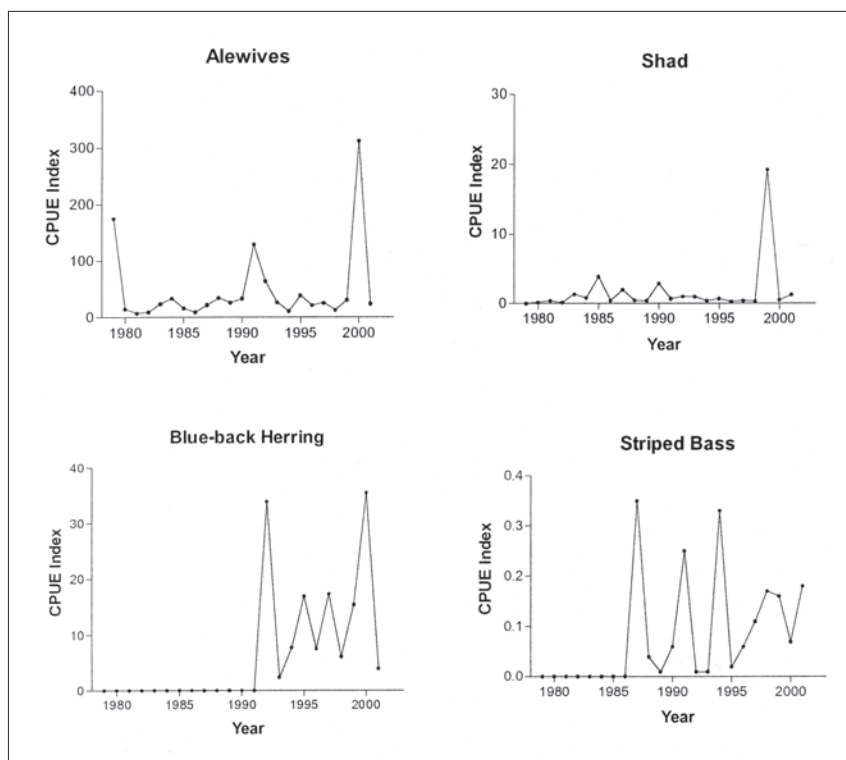 Alewives
400
300
200
100
0
CPUE Index
1980 1985 1990 1995 2000
Year
Shad
30
20
10
0
CPUE Index
1980 1985 1990 1995 2000
Year
Blue-back Herring
40
30
20
10
0
CPUE Index
1980 1985 1990 1995 2000
Year
Striped Bass
0.4
0.3
0.2
0.1
0.0
CPUE Index
1980 1985 1990 1995 2000
Year